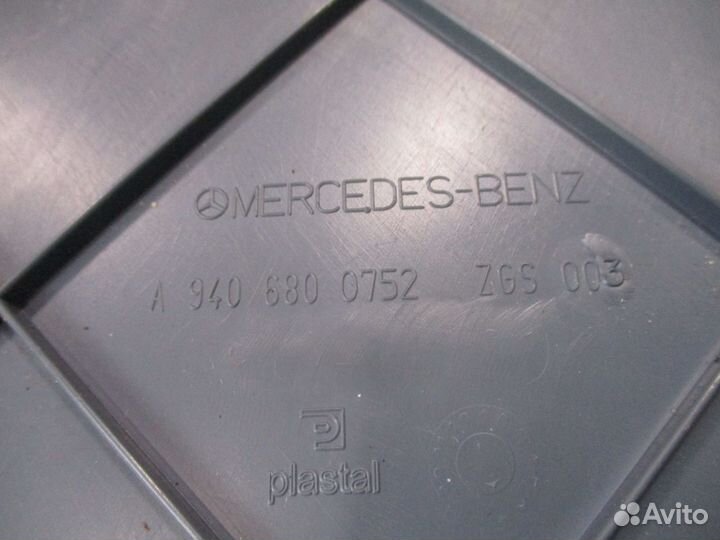 MERCEDES-BENZ
A 940 680 0752 ZGS 003
plastal
Avito